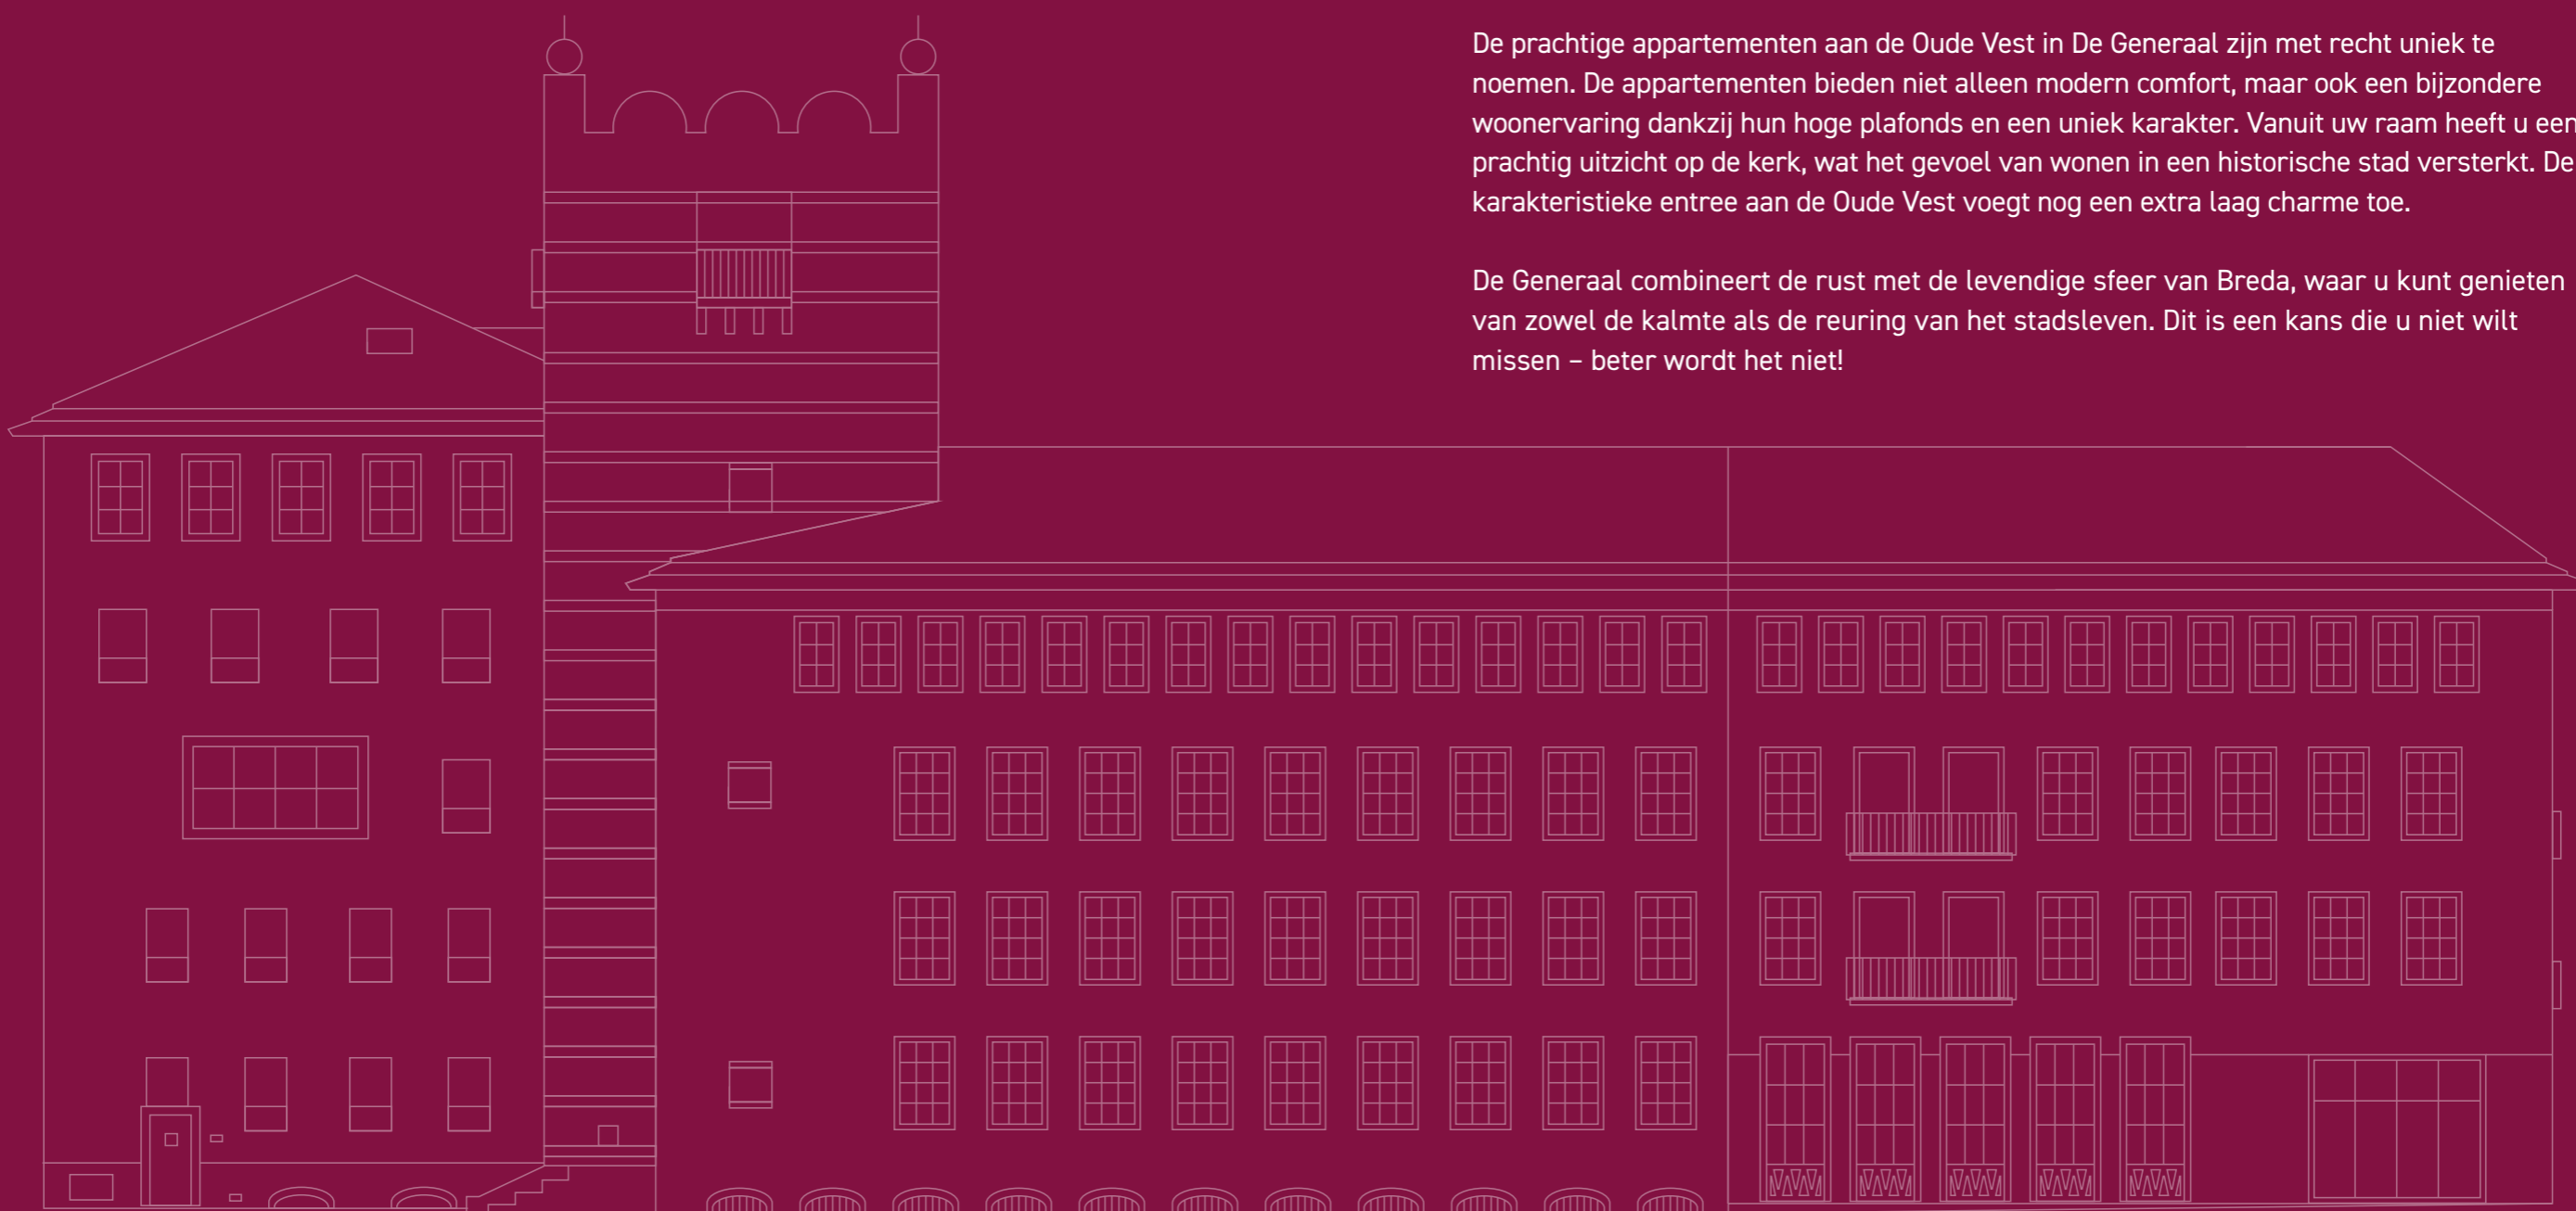 De prachtige appartementen aan de Oude Vest in De Generaal zijn met recht uniek te
noemen. De appartementen bieden niet alleen modern comfort, maar ook een bijzondere
woonervaring dankzij hun hoge plafonds en een uniek karakter. Vanuit uw raam heeft u een
prachtig uitzicht op de kerk, wat het gevoel van wonen in een historische stad versterkt. De
karakteristieke entree aan de Oude Vest voegt nog een extra laag charme toe.

De Generaal combineert de rust met de levendige sfeer van Breda, waar u kunt genieten
van zowel de kalmte als de reuring van het stadsleven. Dit is een kans die u niet wilt
missen – beter wordt het niet!